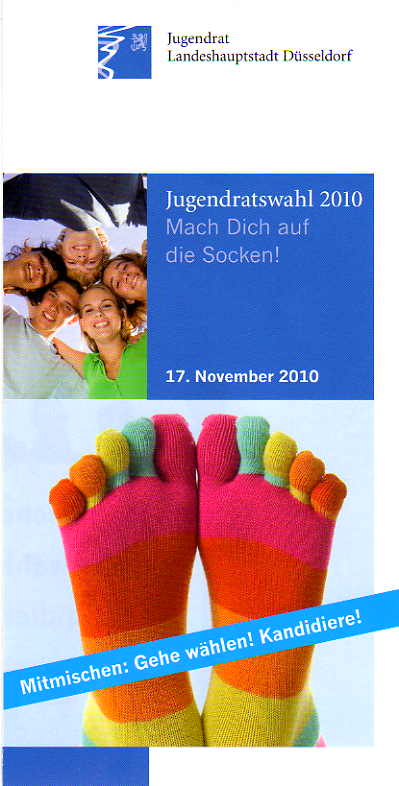 Jugendrat
Landeshauptstadt Düsseldorf
Jugendratswahl 2010
Mach Dich auf
die Socken!
17. November 2010
Mitmischen: Gehe wählen! Kandidiere!